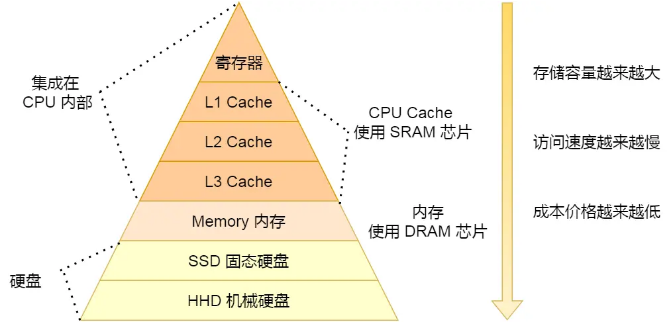 寄存器
L1 Cache
L2 Cache
L3 Cache
Memory 内存
SSD 固态硬盘
HHD 机械硬盘
集成在
CPU 内部
硬盘
CPU Cache
使用 SRAM 芯片
内存
使用 DRAM 芯片
存储容量越来越大
访问速度越来越慢
成本价格越来越低